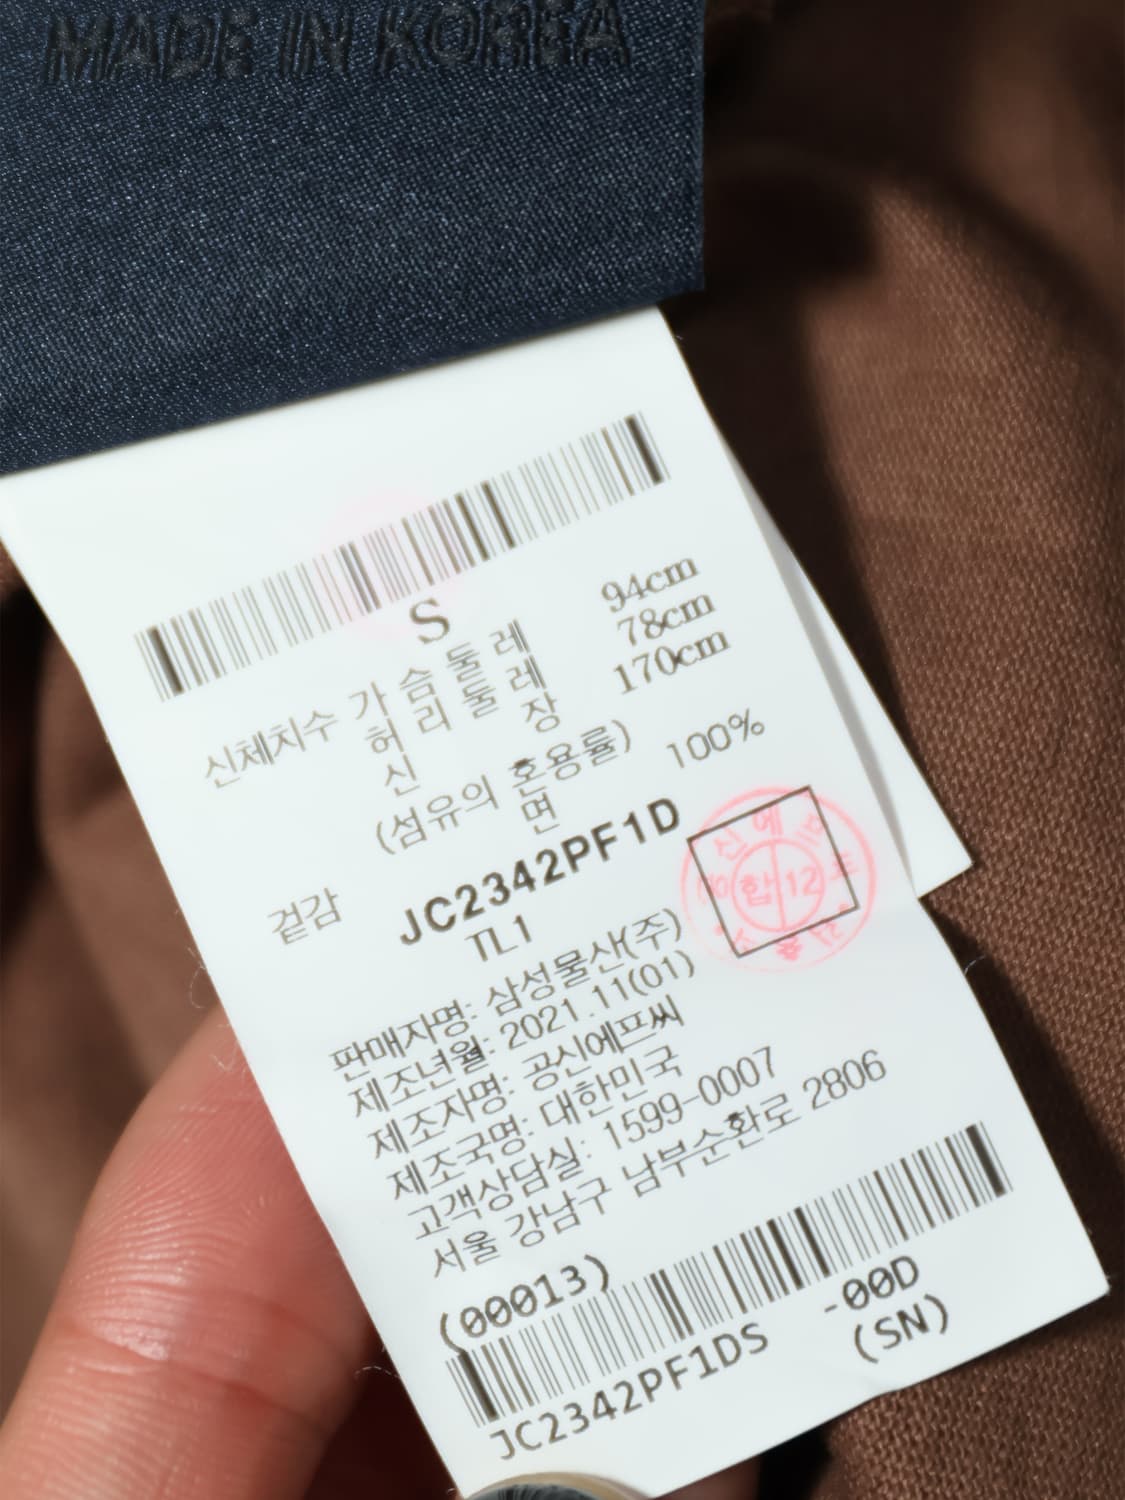 MADE IN KOREA
S
신체치수 가 슴 둘 레 94cm
허 리 둘 레 78cm
신 장 170cm
(섬유의 혼용률)
겉감 면 100%
JC2342PF1D
TL1
판매자명: 삼성물산(주)
제조년월: 2021.11(01)
제조자명: 공신에프씨
제조국명: 대한민국
고객상담실: 1599-0007
서울 강남구 남부순환로 2806
합 12
(00013)
JC2342PF1DS -00D
(SN)